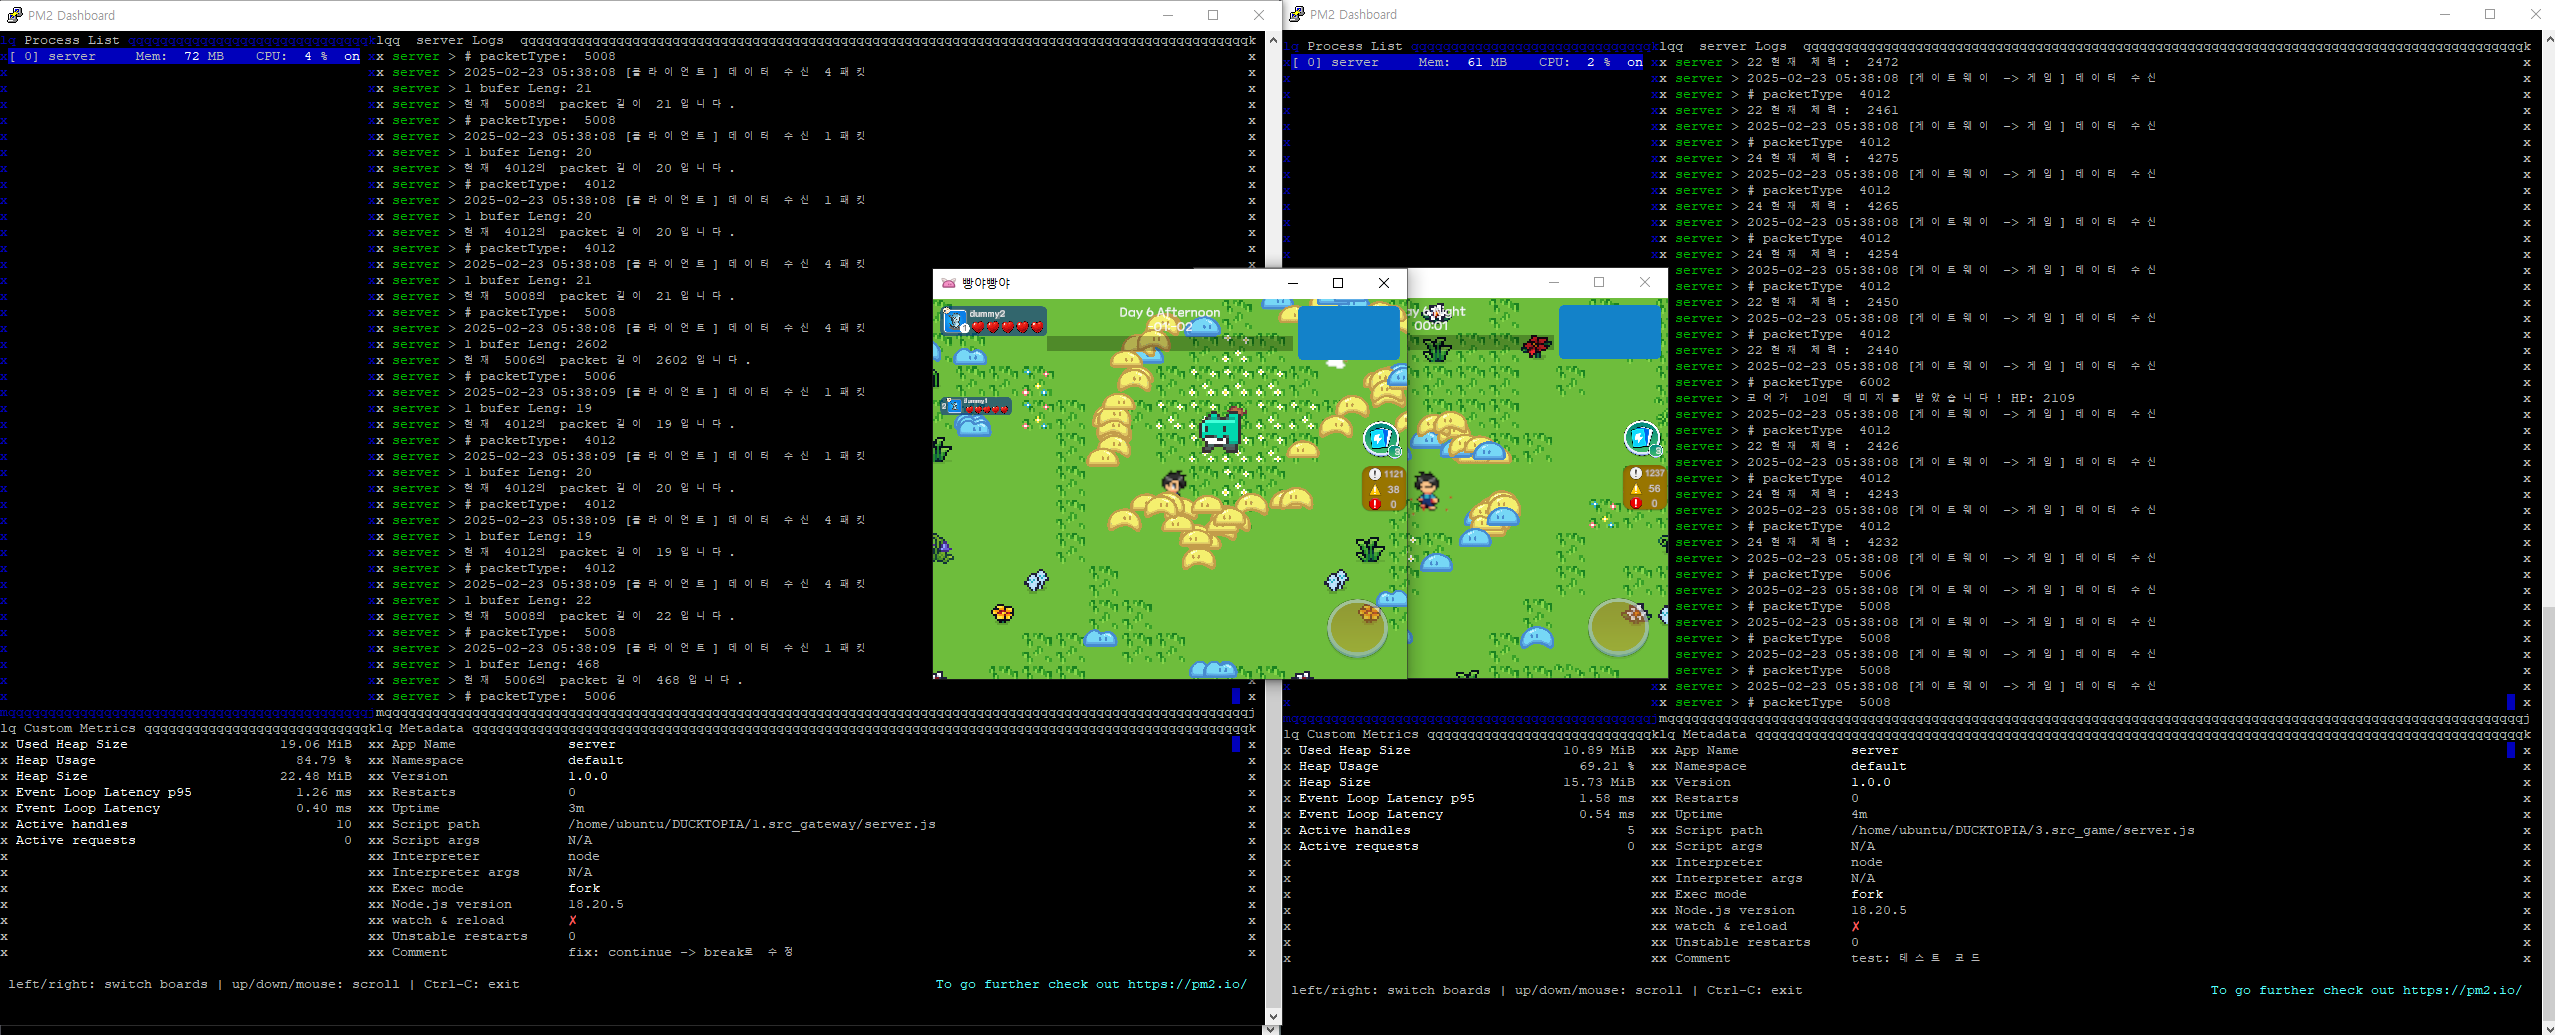 PM2 Dashboard
Process List
[ 0] server Mem: 72 MB CPU: 4 % on
server Logs
server > # packetType: 5008
server > 2025-02-23 05:38:08 [클라이언트] 데이터 수신 4 패킷
server > 1 bufer Leng: 21
server > 현재 5008의 packet 길이 21입니다.
server > # packetType: 5008
server > 2025-02-23 05:38:08 [클라이언트] 데이터 수신 1 패킷
server > 1 bufer Leng: 20
server > 현재 4012의 packet 길이 20입니다.
server > # packetType: 4012
server > 2025-02-23 05:38:08 [클라이언트] 데이터 수신 1 패킷
server > 1 bufer Leng: 20
server > 현재 4012의 packet 길이 20입니다.
server > # packetType: 4012
server > 2025-02-23 05:38:08 [클라이언트] 데이터 수신 4 패킷
server > 1 bufer Leng: 21
server > 현재 5008의 packet 길이 21입니다.
server > # packetType: 5008
server > 2025-02-23 05:38:08 [클라이언트] 데이터 수신 4 패킷
server > 1 bufer Leng: 2602
server > 현재 5006의 packet 길이 2602입니다.
server > # packetType: 5006
server > 2025-02-23 05:38:09 [클라이언트] 데이터 수신 1 패킷
server > 1 bufer Leng: 19
server > 현재 4012의 packet 길이 19입니다.
server > # packetType: 4012
server > 2025-02-23 05:38:09 [클라이언트] 데이터 수신 1 패킷
server > 1 bufer Leng: 20
server > 현재 4012의 packet 길이 20입니다.
server > # packetType: 4012
server > 2025-02-23 05:38:09 [클라이언트] 데이터 수신 4 패킷
server > 1 bufer Leng: 19
server > 현재 4012의 packet 길이 19입니다.
server > # packetType: 4012
server > 2025-02-23 05:38:09 [클라이언트] 데이터 수신 4 패킷
server > 1 bufer Leng: 22
server > 현재 5008의 packet 길이 22입니다.
server > # packetType: 5008
server > 2025-02-23 05:38:09 [클라이언트] 데이터 수신 1 패킷
server > 1 bufer Leng: 468
server > 현재 5006의 packet 길이 468입니다.
server > # packetType: 5006
Custom Metrics
Used Heap Size 19.06 MiB
Heap Usage 84.79 %
Heap Size 22.48 MiB
Event Loop Latency p95 1.26 ms
Event Loop Latency 0.40 ms
Active handles 10
Active requests 0
Metadata
App Name server
Namespace default
Version 1.0.0
Restarts 0
Uptime 3m
Script path /home/ubuntu/DUCKTOPIA/1.src_gateway/server.js
Script args N/A
Interpreter node
Interpreter args N/A
Exec mode fork
Node.js version 18.20.5
watch & reload ✗
Unstable restarts 0
Comment fix: continue -> break로 수정
left/right: switch boards | up/down/mouse: scroll | Ctrl-C: exit
To go further check out https://pm2.io/
빵야빵야
dummy2
1
Day 6 Afternoon
-01:-02
2
dummy1
3
1121
38
0
ay 6 Night
00:01
3
1237
56
0
PM2 Dashboard
Process List
[ 0] server Mem: 61 MB CPU: 2 % on
server Logs
server > 22현재 체력 : 2472
server > 2025-02-23 05:38:08 [게이트웨이 -> 게임] 데이터 수신
server > # packetType 4012
server > 22현재 체력 : 2461
server > 2025-02-23 05:38:08 [게이트웨이 -> 게임] 데이터 수신
server > # packetType 4012
server > 24현재 체력 : 4275
server > 2025-02-23 05:38:08 [게이트웨이 -> 게임] 데이터 수신
server > # packetType 4012
server > 24현재 체력 : 4265
server > 2025-02-23 05:38:08 [게이트웨이 -> 게임] 데이터 수신
server > # packetType 4012
server > 24현재 체력 : 4254
server > 2025-02-23 05:38:08 [게이트웨이 -> 게임] 데이터 수신
server > # packetType 4012
server > 22현재 체력 : 2450
server > 2025-02-23 05:38:08 [게이트웨이 -> 게임] 데이터 수신
server > # packetType 4012
server > 22현재 체력 : 2440
server > 2025-02-23 05:38:08 [게이트웨이 -> 게임] 데이터 수신
server > # packetType 6002
server > 코어가 10의 데미지를 받았습니다! HP: 2109
server > 2025-02-23 05:38:08 [게이트웨이 -> 게임] 데이터 수신
server > # packetType 4012
server > 22현재 체력 : 2426
server > 2025-02-23 05:38:08 [게이트웨이 -> 게임] 데이터 수신
server > # packetType 4012
server > 24현재 체력 : 4243
server > 2025-02-23 05:38:08 [게이트웨이 -> 게임] 데이터 수신
server > # packetType 4012
server > 24현재 체력 : 4232
server > 2025-02-23 05:38:08 [게이트웨이 -> 게임] 데이터 수신
server > # packetType 5006
server > 2025-02-23 05:38:08 [게이트웨이 -> 게임] 데이터 수신
server > # packetType 5008
server > 2025-02-23 05:38:08 [게이트웨이 -> 게임] 데이터 수신
server > # packetType 5008
server > 2025-02-23 05:38:08 [게이트웨이 -> 게임] 데이터 수신
server > # packetType 5008
server > 2025-02-23 05:38:08 [게이트웨이 -> 게임] 데이터 수신
server > # packetType 5008
Custom Metrics
Used Heap Size 10.89 MiB
Heap Usage 69.21 %
Heap Size 15.73 MiB
Event Loop Latency p95 1.58 ms
Event Loop Latency 0.54 ms
Active handles 5
Active requests 0
Metadata
App Name server
Namespace default
Version 1.0.0
Restarts 0
Uptime 4m
Script path /home/ubuntu/DUCKTOPIA/3.src_game/server.js
Script args N/A
Interpreter node
Interpreter args N/A
Exec mode fork
Node.js version 18.20.5
watch & reload ✗
Unstable restarts 0
Comment test: 테스트 코드
left/right: switch boards | up/down/mouse: scroll | Ctrl-C: exit
To go further check out https://pm2.io/